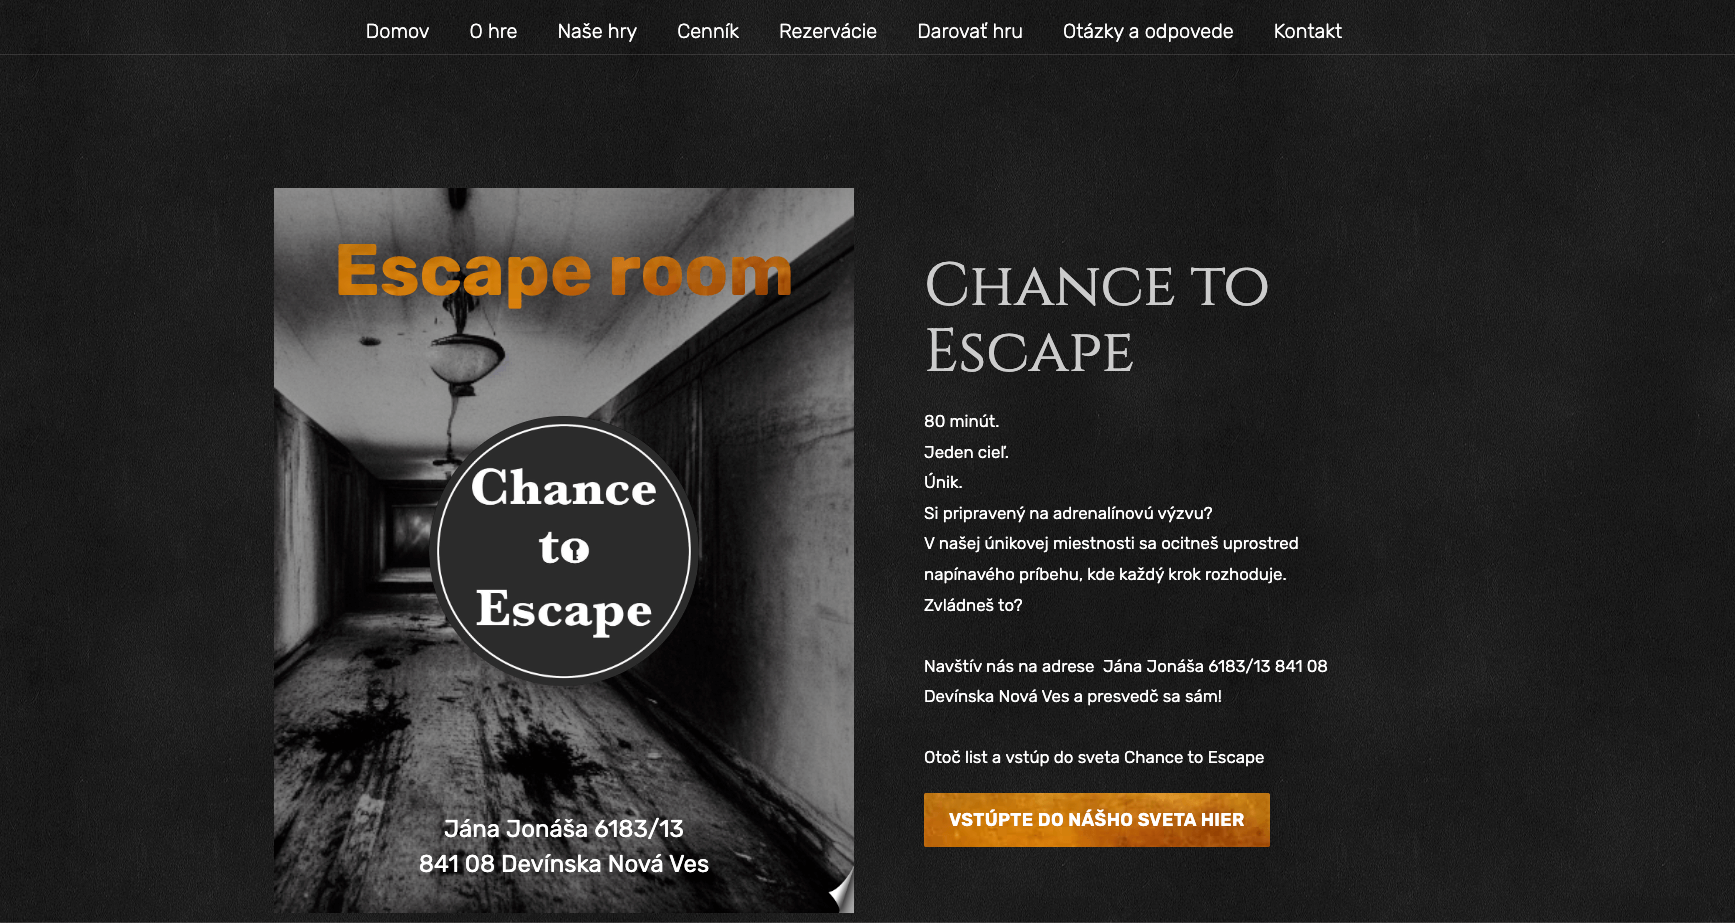 Domov O hre Naše hry Cenník Rezervácie Darovať hru Otázky a odpovede Kontakt
Escape room
Chance
to
Escape
Jána Jonáša 6183/13
841 08 Devínska Nová Ves
Chance to
Escape
80 minút.
Jeden cieľ.
Únik.
Si pripravený na adrenalínovú výzvu?
V našej únikovej miestnosti sa ocitneš uprostred
napínavého príbehu, kde každý krok rozhoduje.
Zvládneš to?
Navštív nás na adrese  Jána Jonáša 6183/13 841 08
Devínska Nová Ves a presvedč sa sám!
Otoč list a vstúp do sveta Chance to Escape
VSTÚPTE DO NÁŠHO SVETA HIER